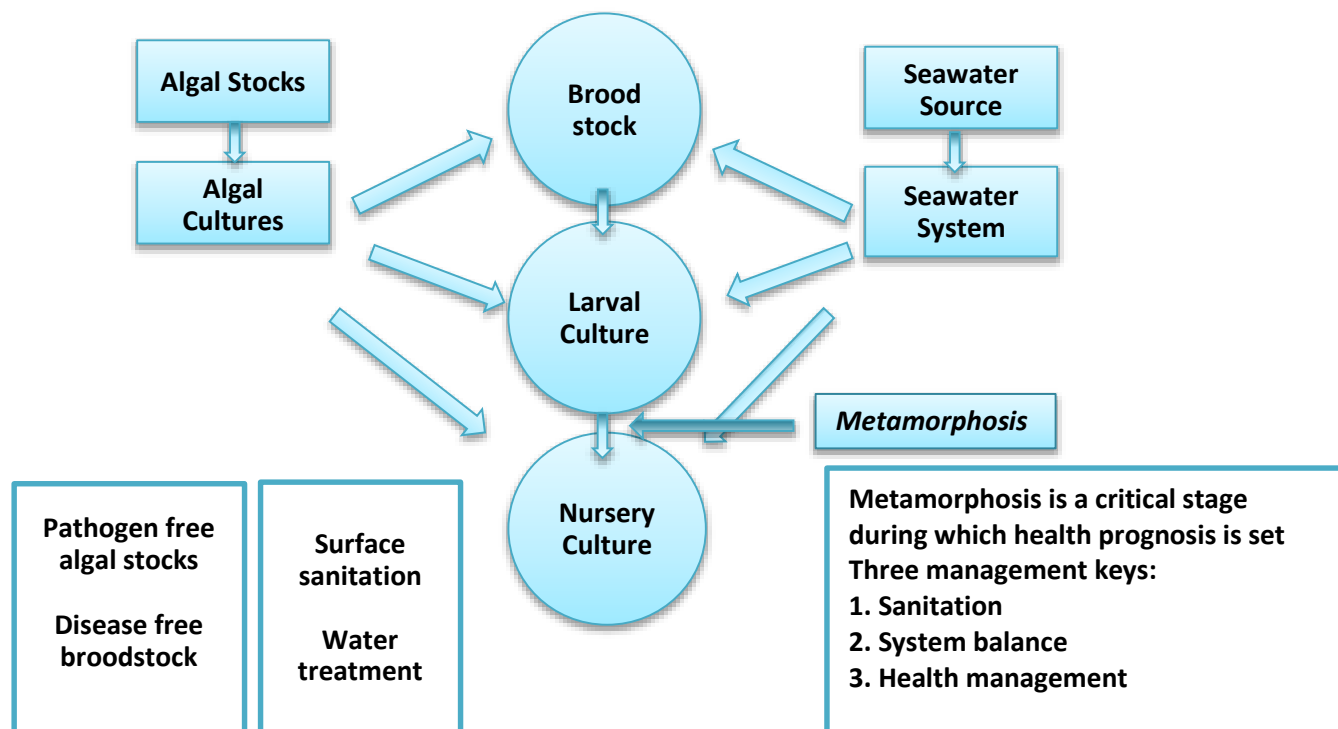 Algal Stocks
Algal
Cultures
Brood
stock
Seawater
Source
Seawater
System
Larval
Culture
Metamorphosis
Nursery
Culture
Pathogen free
algal stocks
Disease free
broodstock
Surface
sanitation
Water
treatment
Metamorphosis is a critical stage
during which health prognosis is set
Three management keys:
1. Sanitation
2. System balance
3. Health management